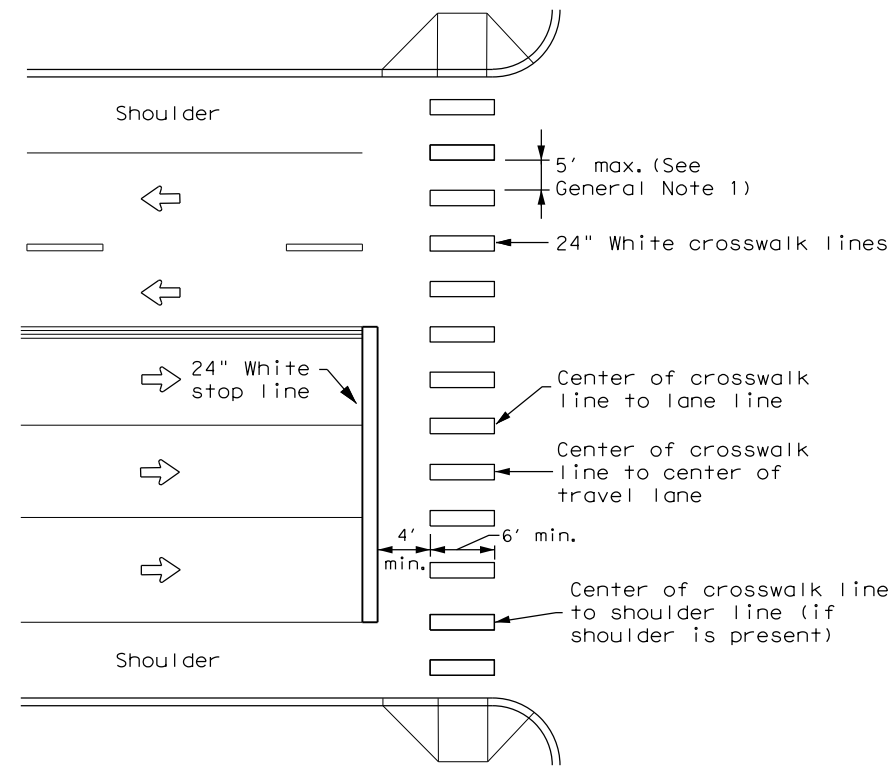 Shoulder
5' max. (See
General Note 1)
24" White crosswalk lines
24" White
stop line
Center of crosswalk
line to lane line
Center of crosswalk
line to center of
travel lane
4'
min.
6' min.
Center of crosswalk line
to shoulder line (if
shoulder is present)
Shoulder